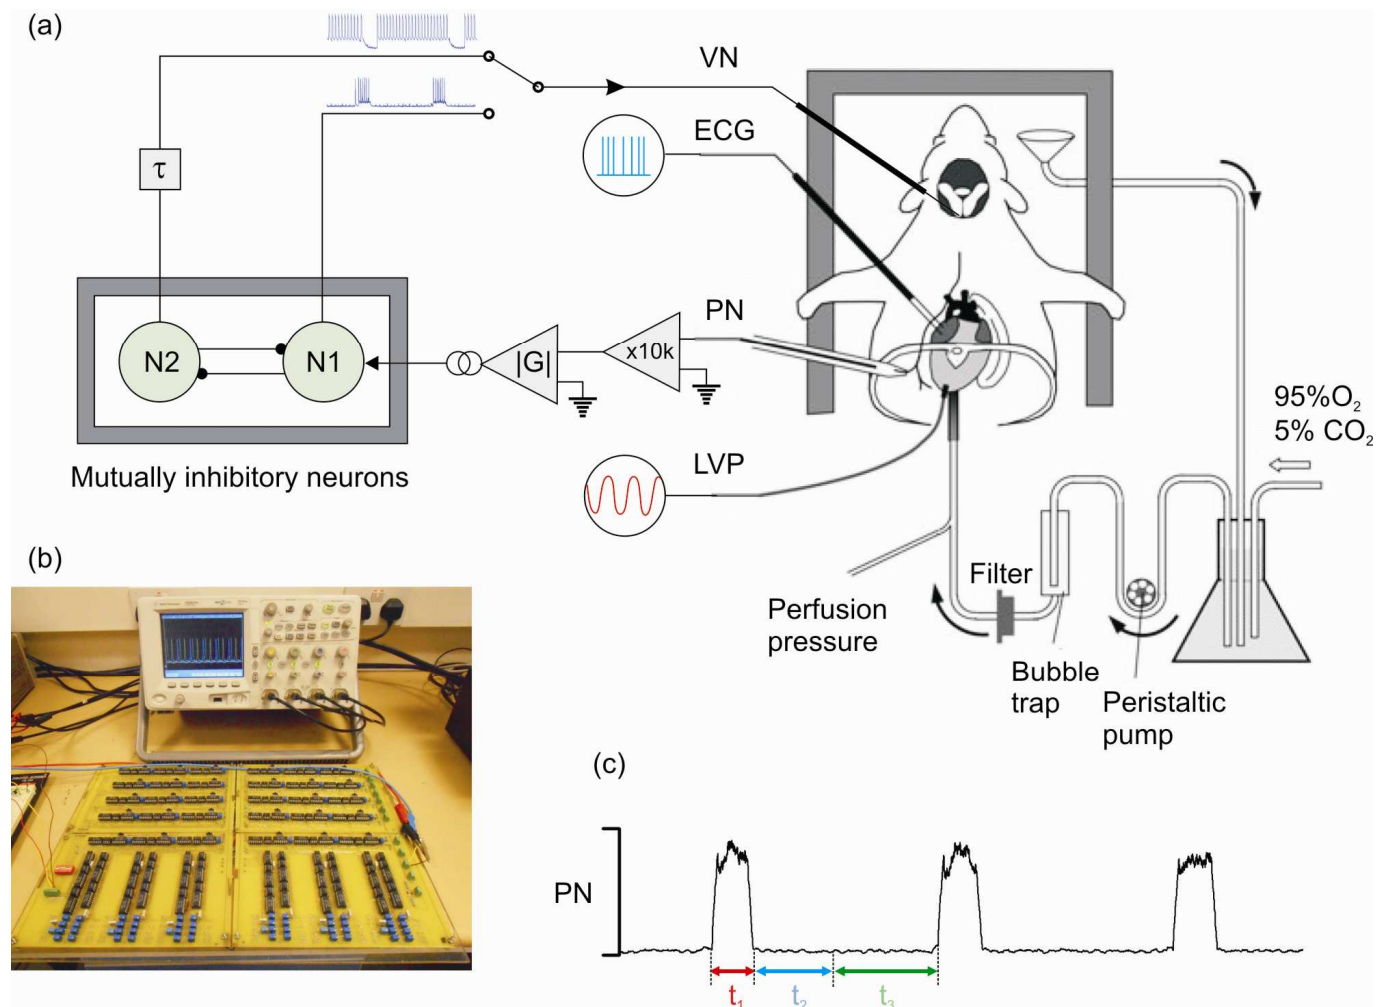 (a)
VN
ECG
τ
PN
N2
N1
|G|
x10k
95%O₂
5% CO₂
Mutually inhibitory neurons
LVP
(b)
Filter
Perfusion
pressure
Bubble
trap
Peristaltic
pump
(c)
PN
t₁
t₂
t₃